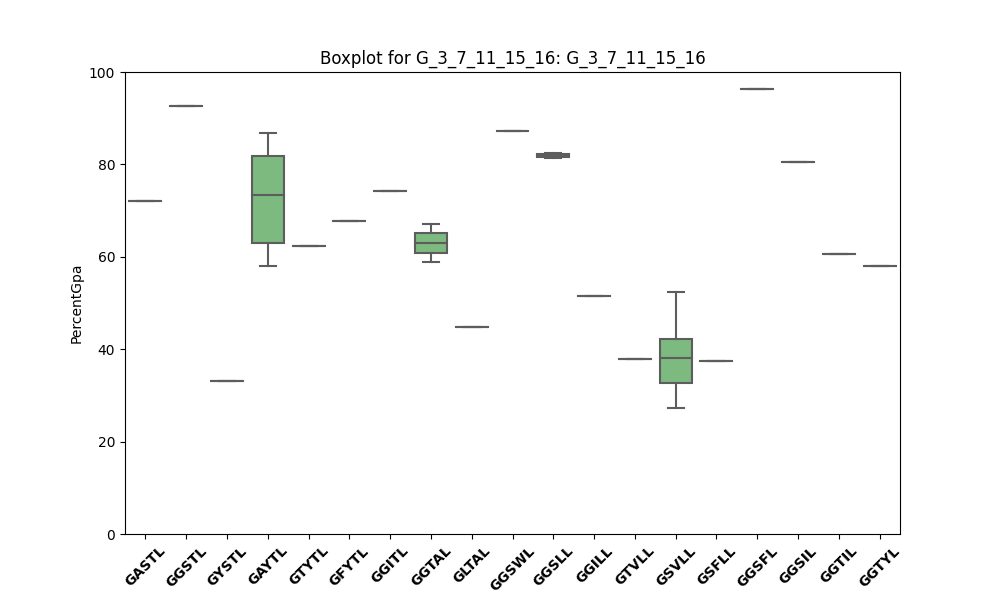 Boxplot for G_3_7_11_15_16: G_3_7_11_15_16
PercentGpa
100
80
60
40
20
0
GASTL
GGSTL
GYSTL
GAYTL
GTYTL
GFYTL
GGITL
GGTAL
GLTAL
GGSWL
GGSLL
GGILL
GTVLL
GSVLL
GSFLL
GGSFL
GGSIL
GGTIL
GGTYL